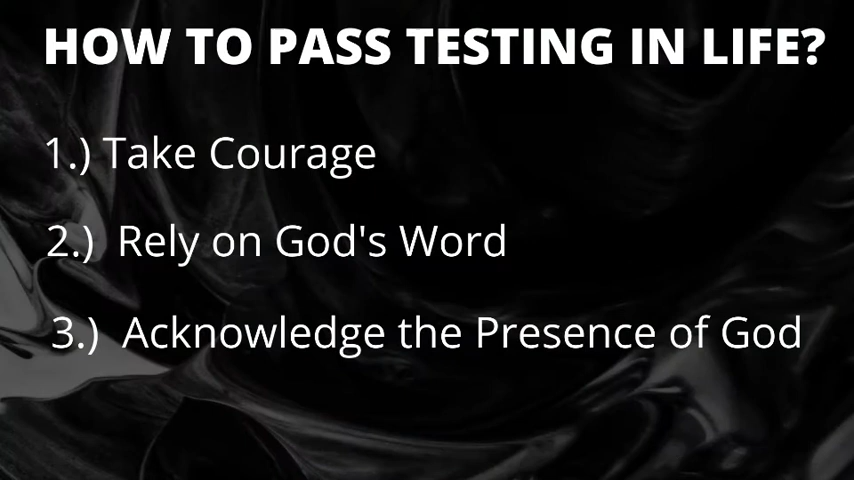 HOW TO PASS TESTING IN LIFE?
1.) Take Courage
2.) Rely on God's Word
3.) Acknowledge the Presence of God